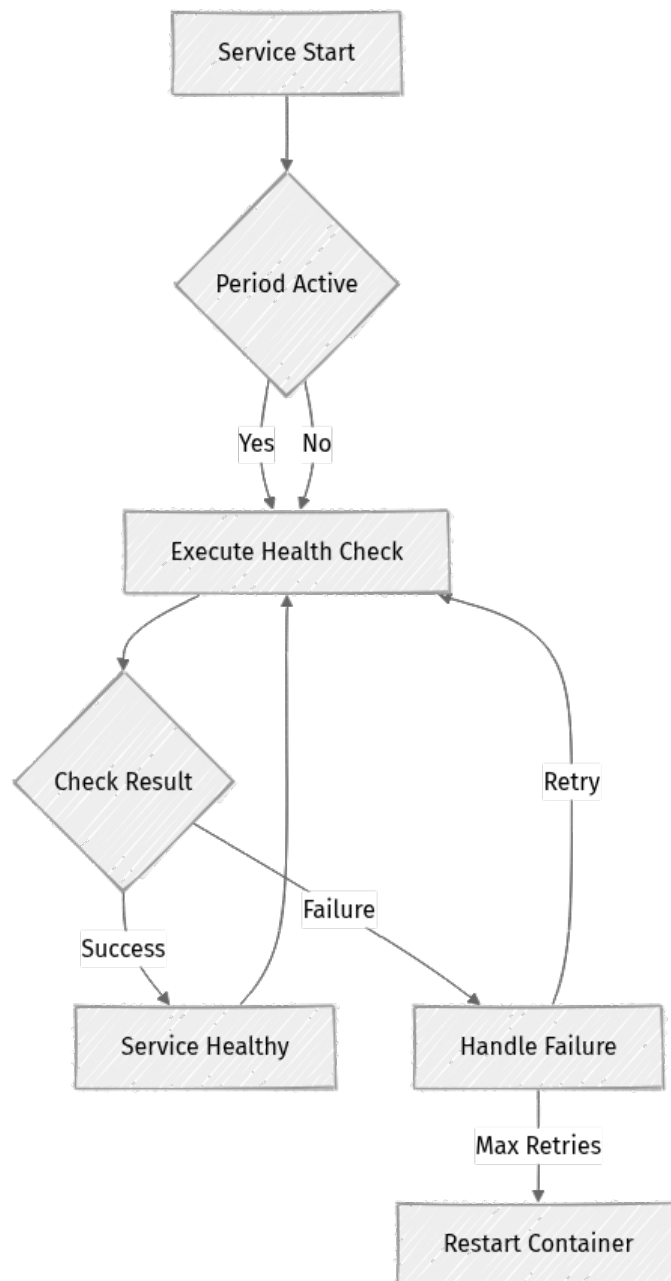 Service Start
Period Active
Yes
No
Execute Health Check
Check Result
Retry
Failure
Success
Service Healthy
Handle Failure
Max Retries
Restart Container